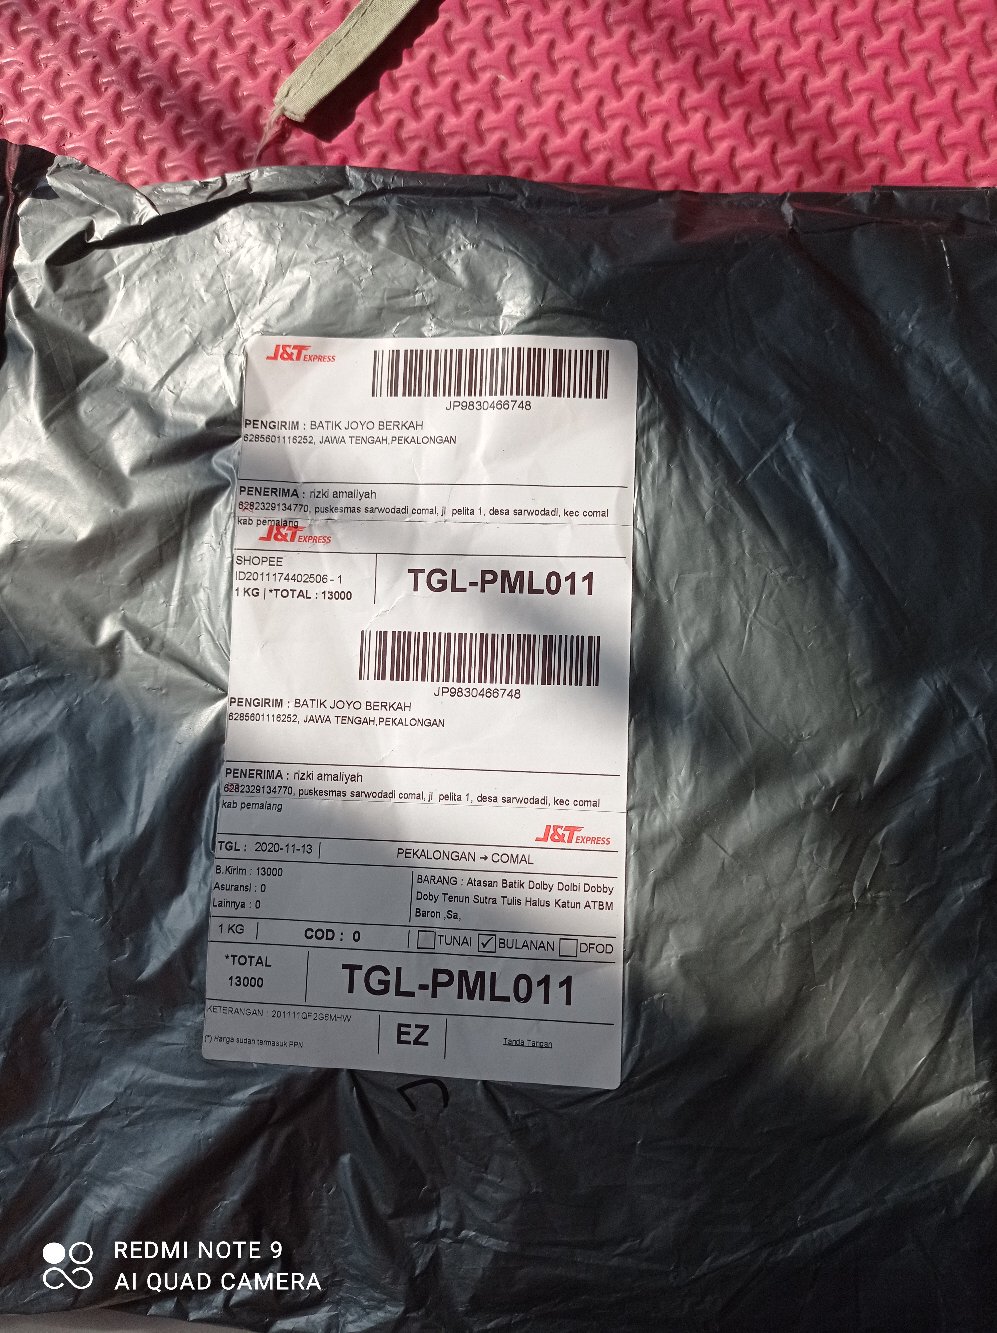 J&T EXPRESS
JP9830466748
PENGIRIM : BATIK JOYO BERKAH
6285601116252, JAWA TENGAH,PEKALONGAN
PENERIMA : rizki amaliyah
6282329134770, puskesmas sarwodadi comal, jl pelita 1, desa sarwodadi, kec comal
kab pemalang
J&T EXPRESS
SHOPEE
ID2011174402506-1
1 KG | *TOTAL : 13000
TGL-PML011
JP9830466748
PENGIRIM : BATIK JOYO BERKAH
6285601116252, JAWA TENGAH,PEKALONGAN
PENERIMA : rizki amaliyah
6282329134770, puskesmas sarwodadi comal, jl pelita 1, desa sarwodadi, kec comal
kab pemalang
J&T EXPRESS
TGL : 2020-11-13
PEKALONGAN → COMAL
B.Kirim : 13000
Asuransi : 0
Lainnya : 0
BARANG : Atasan Batik Dolby Dolbi Dobby
Doby Tenun Sutra Tulis Halus Katun ATBM
Baron ,Sa,
1 KG
COD : 0
TUNAI ✓ BULANAN DFOD
*TOTAL
13000
TGL-PML011
KETERANGAN : 201111QF2G6MHW
(*) Harga sudah termasuk PPN
EZ
Tanda Tangan
REDMI NOTE 9
AI QUAD CAMERA